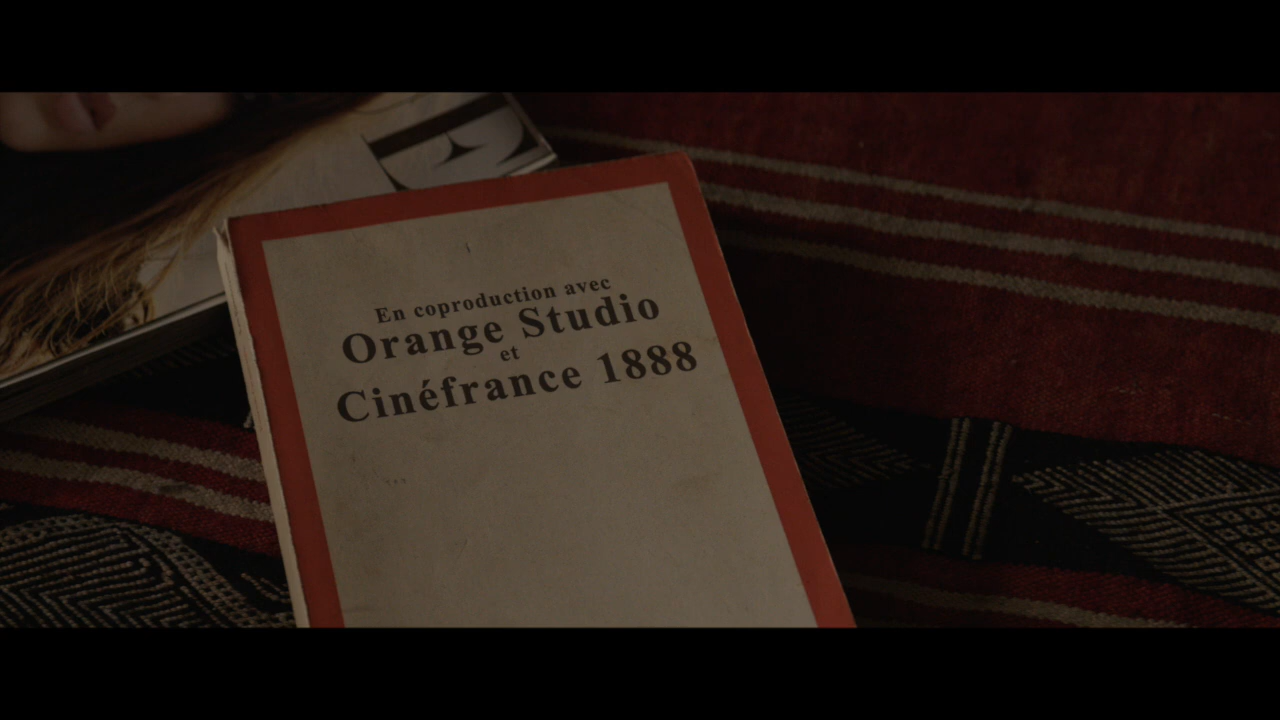 En coproduction avec
Orange Studio
et
Cinéfrance 1888